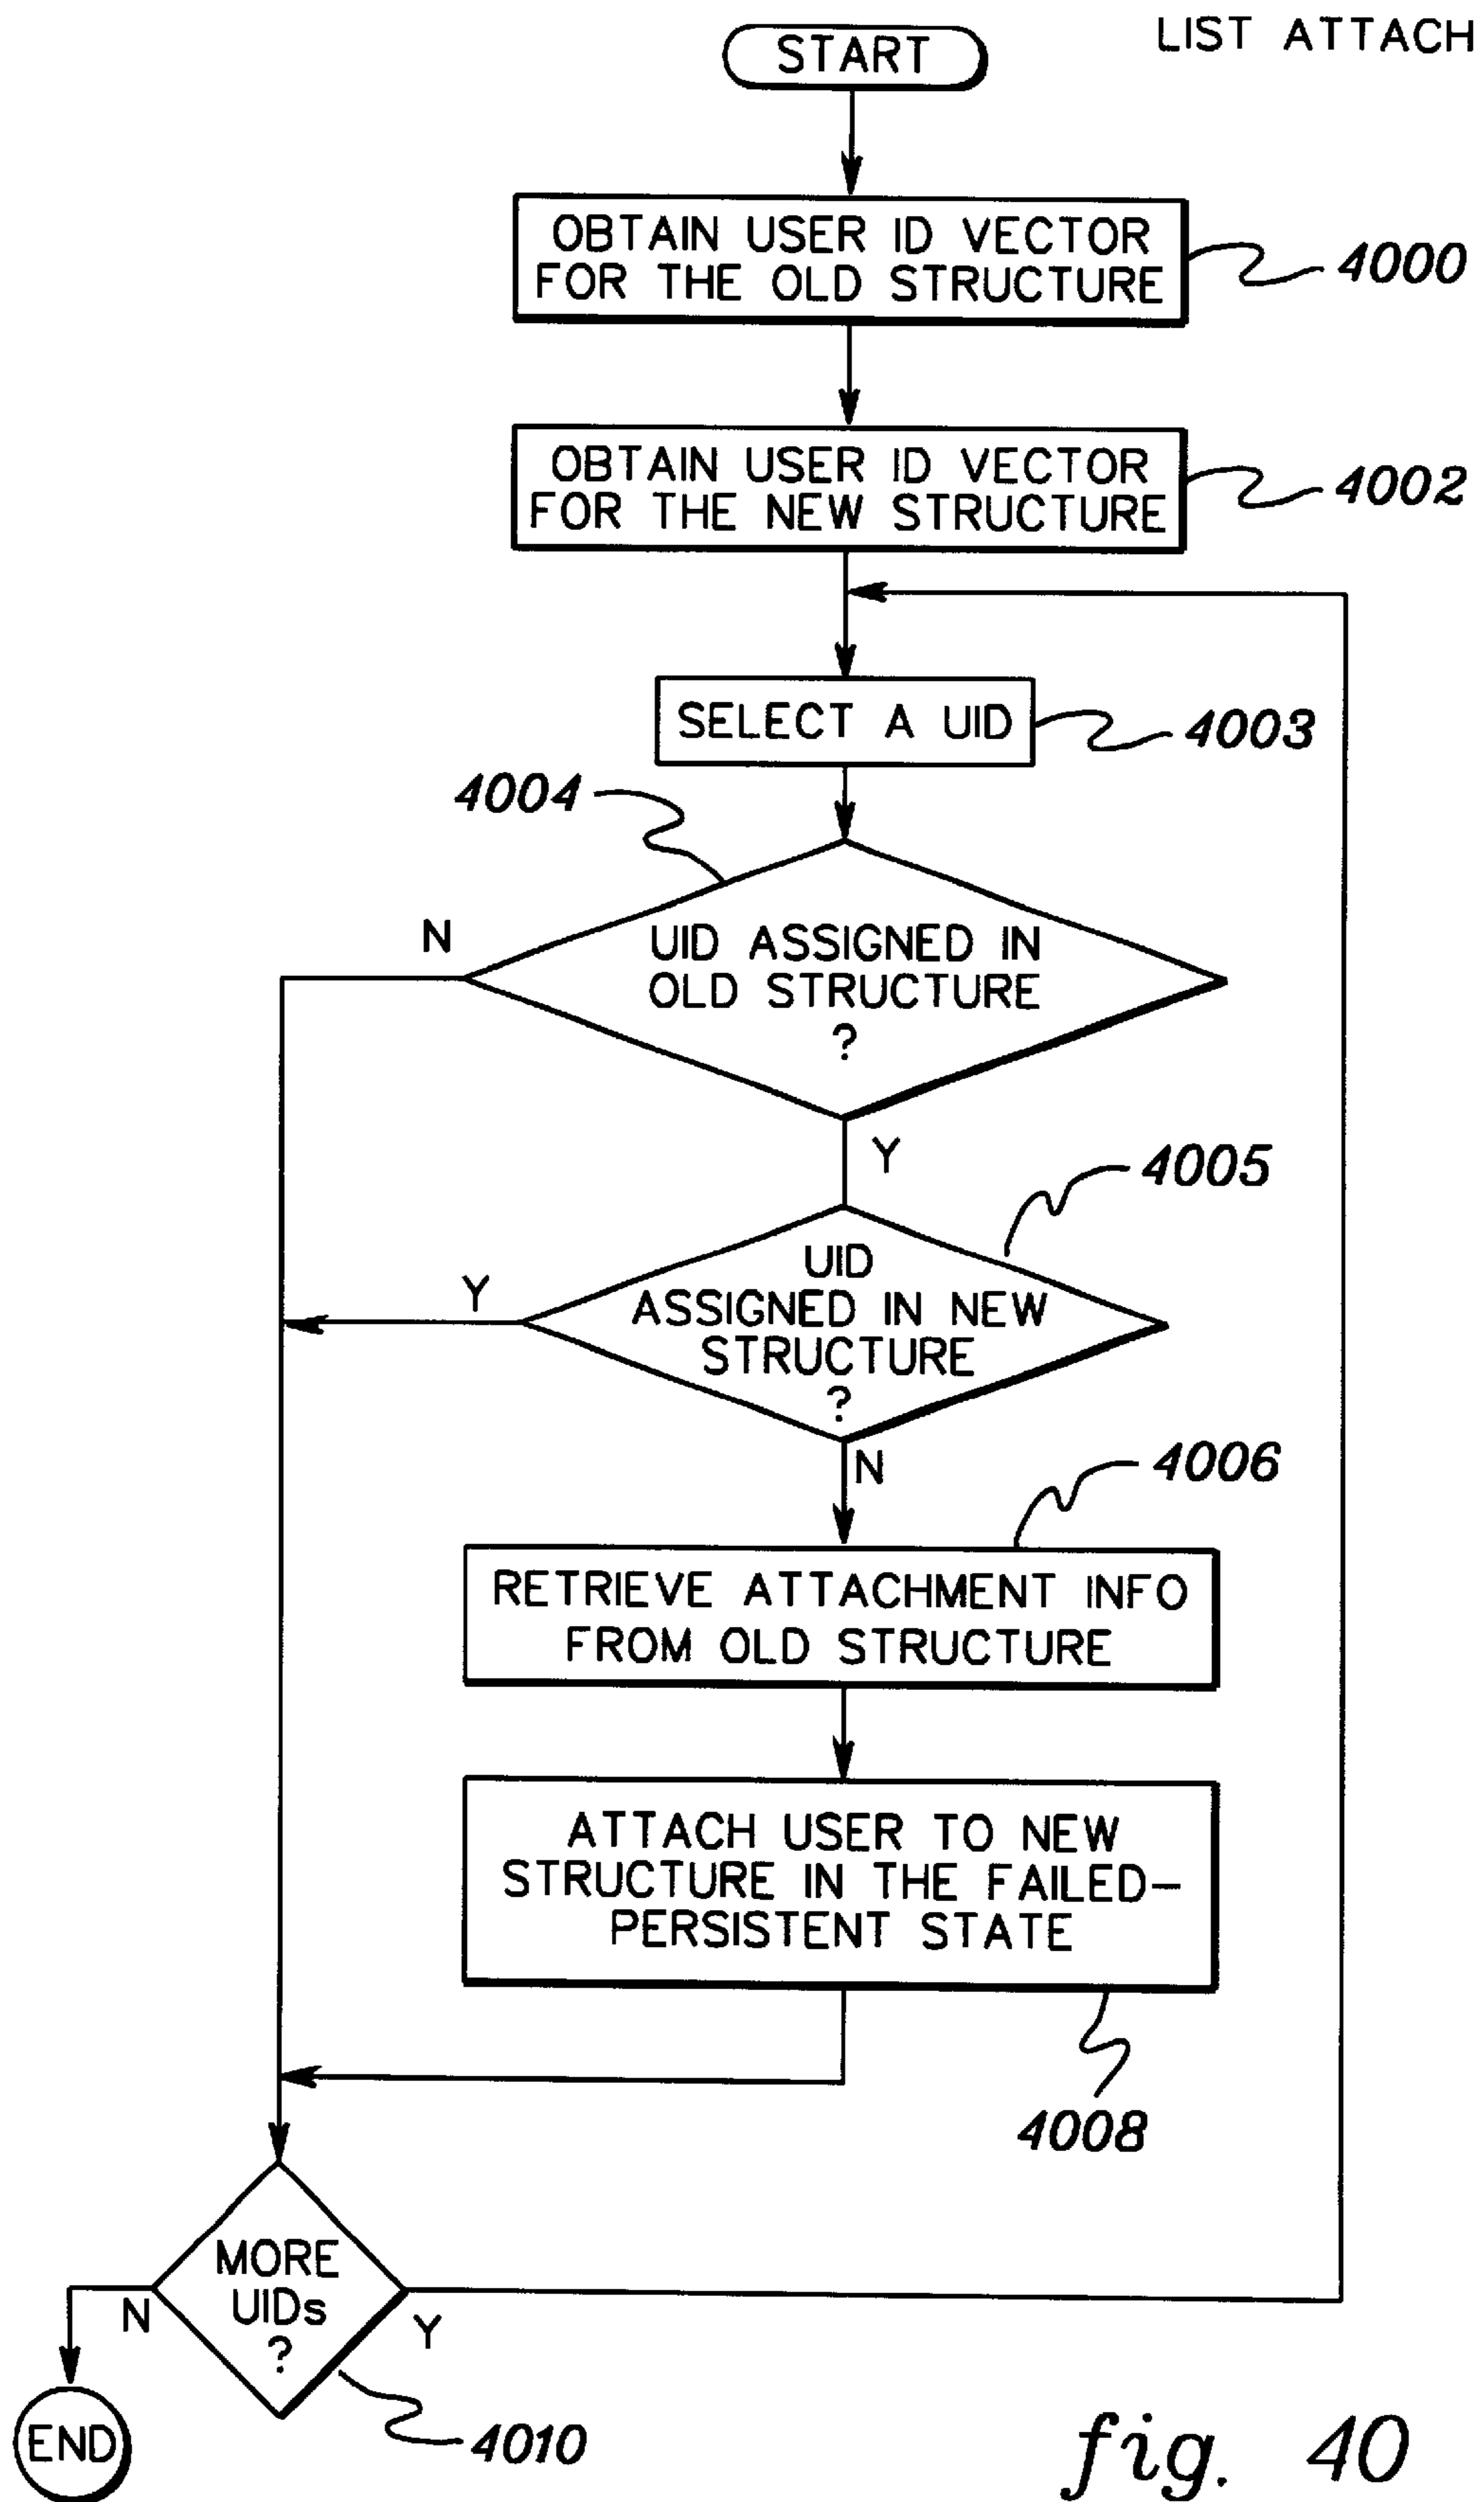 LIST ATTACH
START
OBTAIN USER ID VECTOR
FOR THE OLD STRUCTURE
4000
OBTAIN USER ID VECTOR
FOR THE NEW STRUCTURE
4002
SELECT A UID
4003
4004
N
UID ASSIGNED IN
OLD STRUCTURE
?
Y
4005
UID
ASSIGNED IN NEW
STRUCTURE
?
Y
N
4006
RETRIEVE ATTACHMENT INFO
FROM OLD STRUCTURE
ATTACH USER TO NEW
STRUCTURE IN THE FAILED-
PERSISTENT STATE
4008
MORE
UIDs
?
N
Y
4010
END
fig. 40